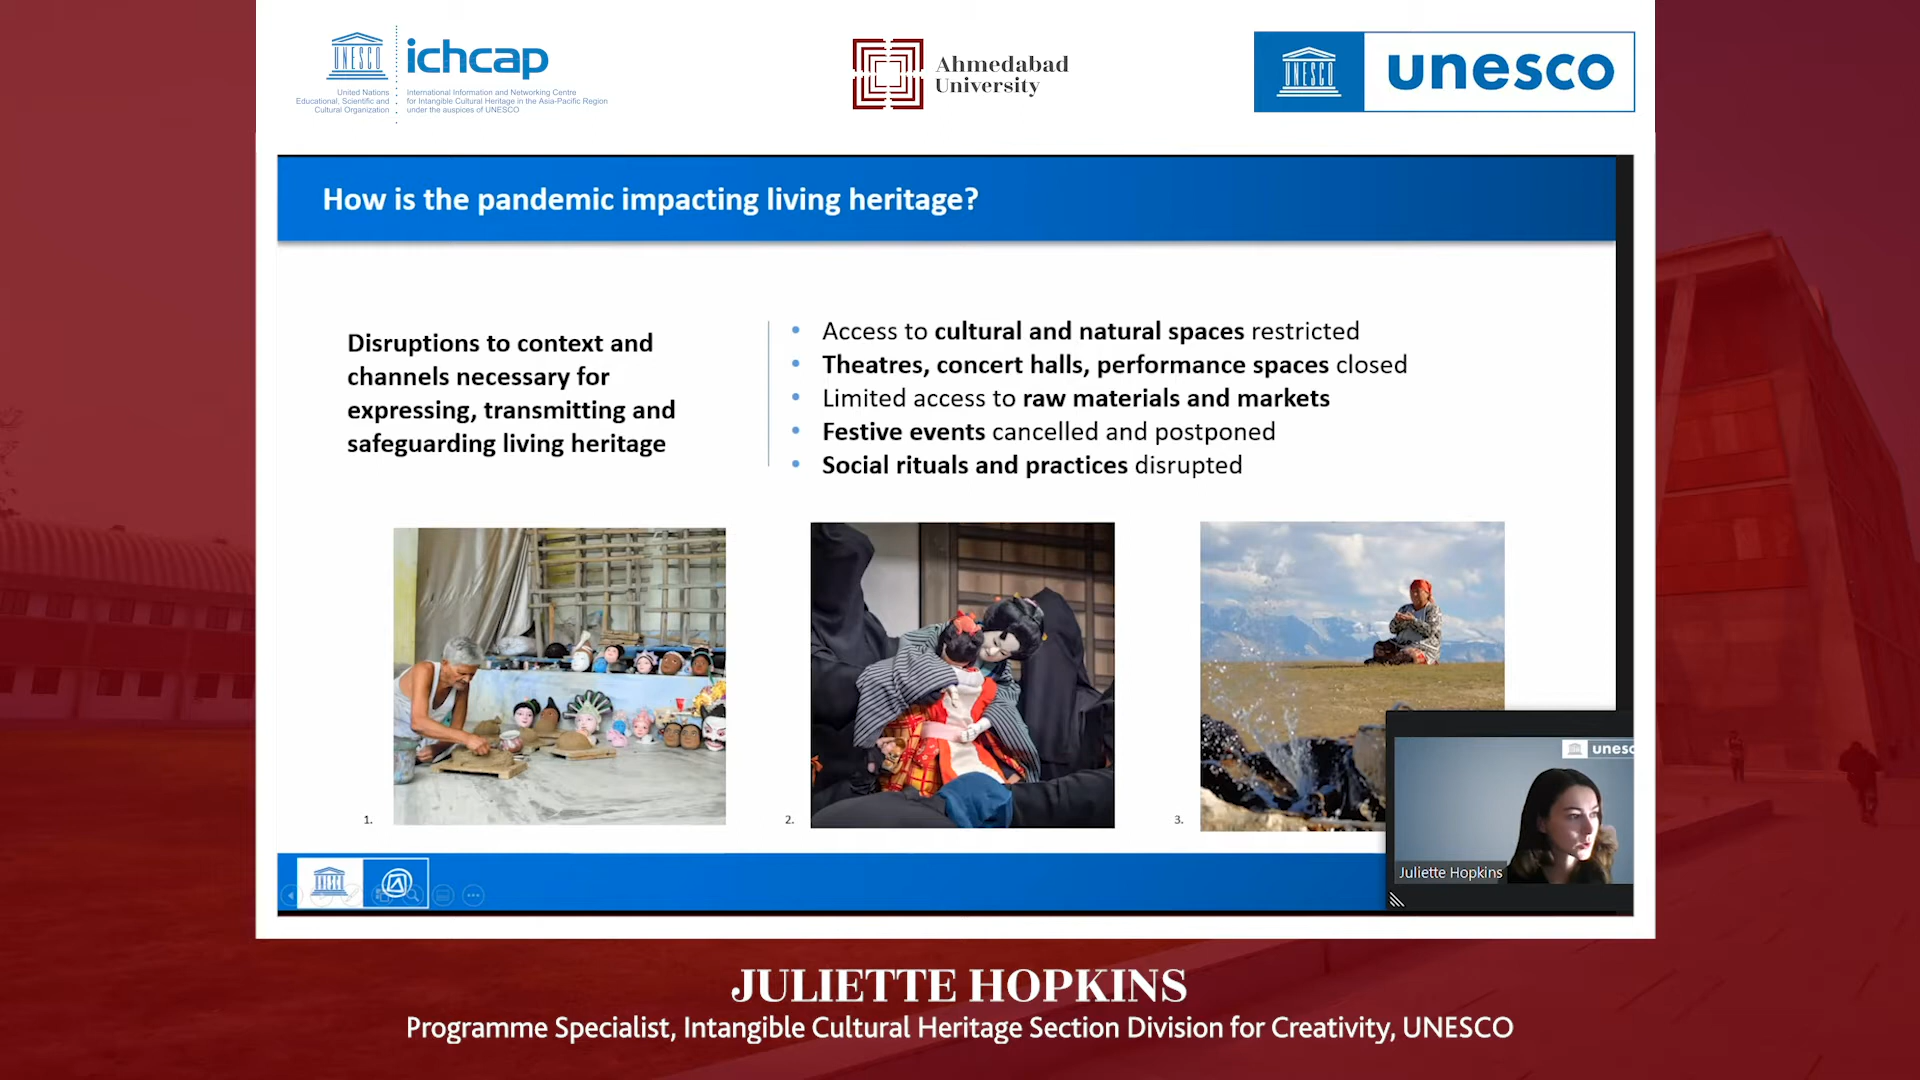 UNESCO
United Nations
Educational, Scientific and
Cultural Organization
ichcap
International Information and Networking Centre
for Intangible Cultural Heritage in the Asia-Pacific Region
under the auspices of UNESCO
Ahmedabad
University
UNESCO
unesco
How is the pandemic impacting living heritage?
Disruptions to context and
channels necessary for
expressing, transmitting and
safeguarding living heritage
• Access to cultural and natural spaces restricted
• Theatres, concert halls, performance spaces closed
• Limited access to raw materials and markets
• Festive events cancelled and postponed
• Social rituals and practices disrupted
1.
2.
3.
unesc
Juliette Hopkins
JULIETTE HOPKINS
Programme Specialist, Intangible Cultural Heritage Section Division for Creativity, UNESCO